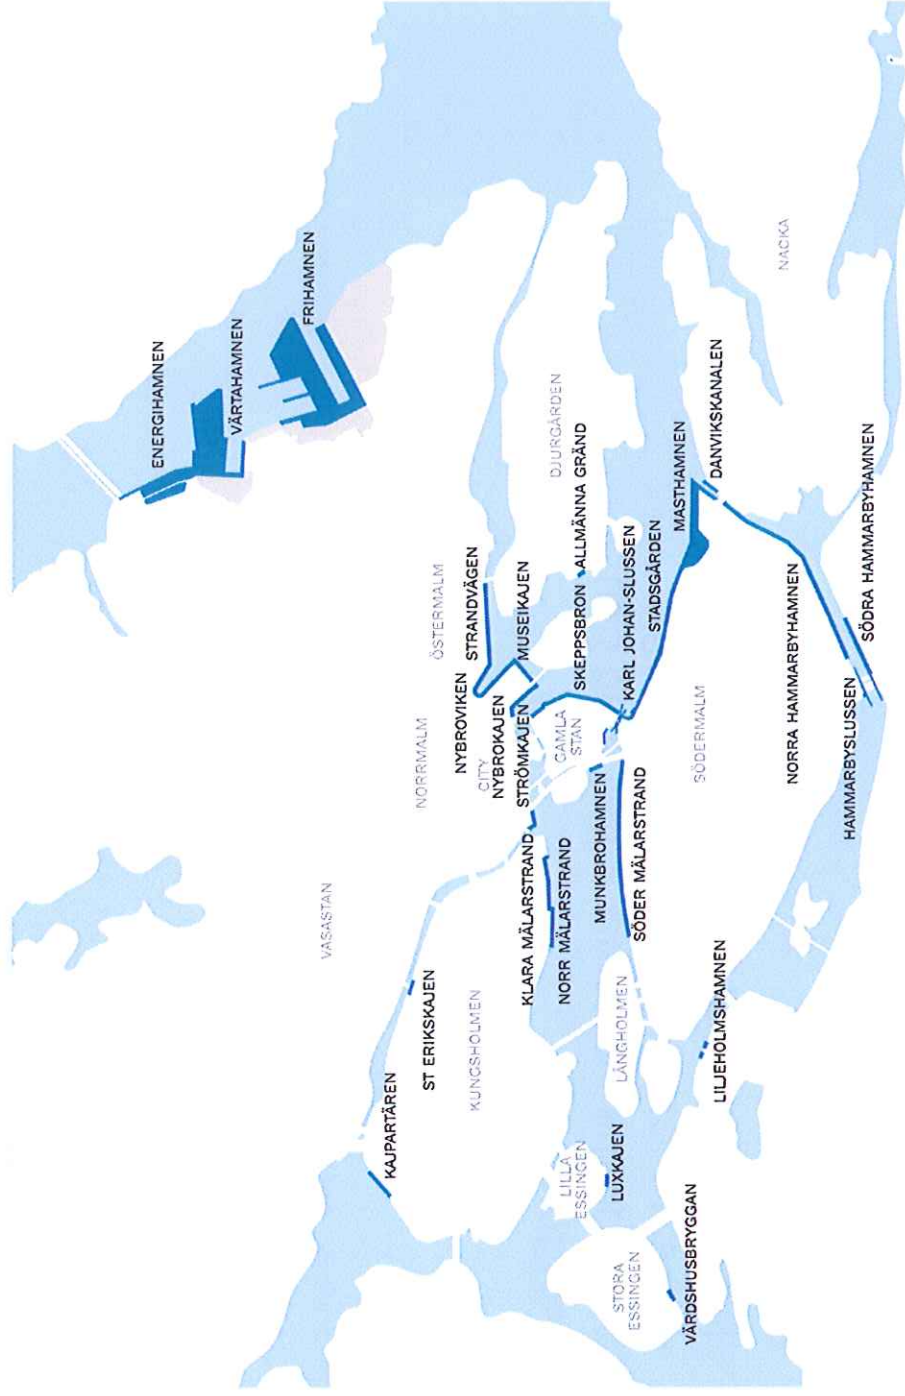 ENERGIHAMNEN
VÄRTAHAMNEN
FRIHAMNEN
VASASTAN
KAJPARTÄREN
NORRMALM
ST ERIKSKAJEN
ÖSTERMALM
NYBROVIKEN
STRANDVÄGEN
KUNGSHOLMEN
CITY
NYBROKAJEN
STRÖMKAJEN
MUSEIKAJEN
KLARA MÄLARSTRAND
DJURGÅRDEN
NORR MÄLARSTRAND
GAMLA
STAN
LILLA
ESSINGEN
SKEPPSBRON
ALLMÄNNA GRÄND
MUNKBROHAMNEN
LUXKAJEN
STORA
ESSINGEN
LÅNGHOLMEN
KARL JOHAN-SLUSSEN
SÖDER MÄLARSTRAND
STADSGÅRDEN
MASTHAMNEN
VÄRDSHUSBRYGGAN
SÖDERMALM
DANVIKSKANALEN
LILJEHOLMSHAMNEN
NACKA
NORRA HAMMARBYHAMNEN
HAMMARBYSLUSSEN
SÖDRA HAMMARBYHAMNEN